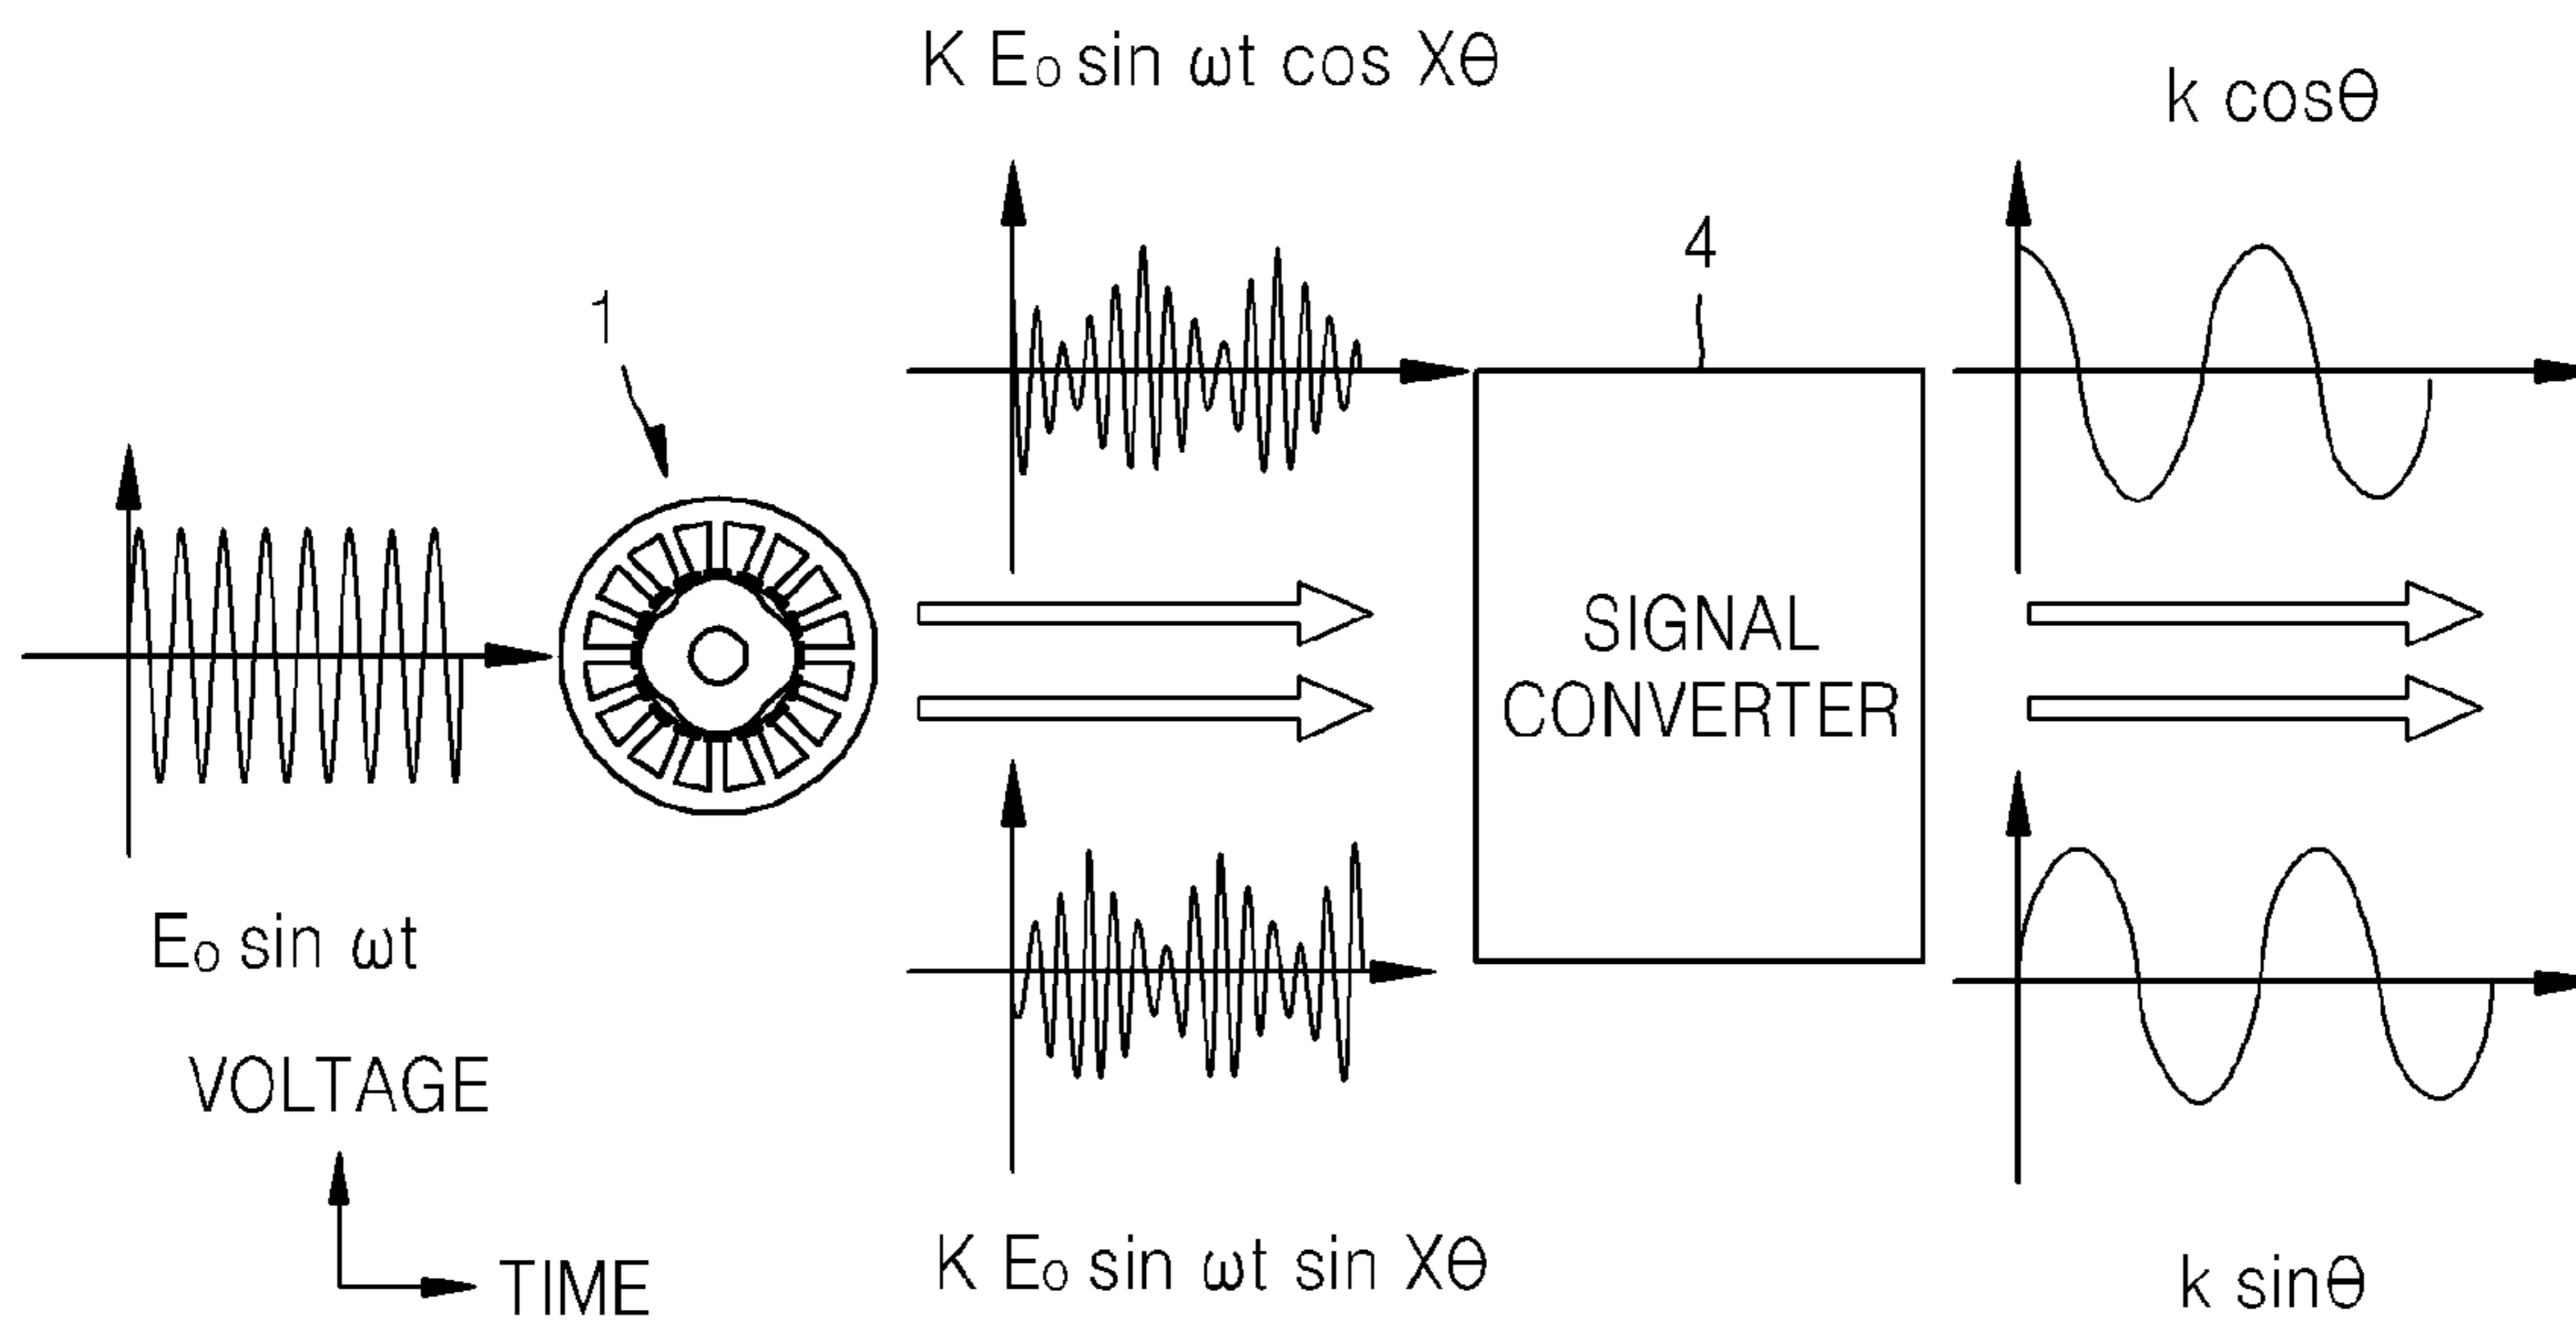 K E₀ sin ωt cos Xθ
k cosθ
4
1
SIGNAL
CONVERTER
E₀ sin ωt
VOLTAGE
TIME
K E₀ sin ωt sin Xθ
k sinθ